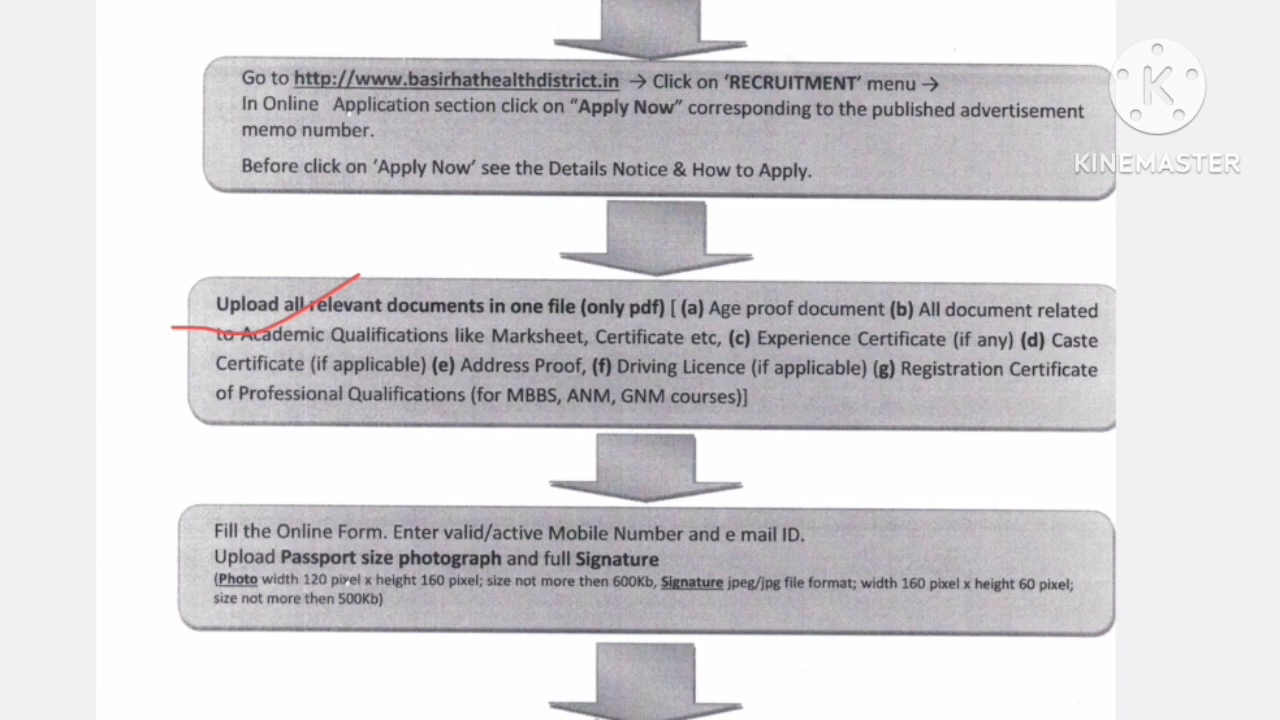 Go to http://www.basirhathealthdistrict.in → Click on ‘RECRUITMENT’ menu →
In Online Application section click on “Apply Now” corresponding to the published advertisement
memo number.
Before click on ‘Apply Now’ see the Details Notice & How to Apply.
KINEMASTER
Upload all relevant documents in one file (only pdf) [ (a) Age proof document (b) All document related
to Academic Qualifications like Marksheet, Certificate etc, (c) Experience Certificate (if any) (d) Caste
Certificate (if applicable) (e) Address Proof, (f) Driving Licence (if applicable) (g) Registration Certificate
of Professional Qualifications (for MBBS, ANM, GNM courses)]
Fill the Online Form. Enter valid/active Mobile Number and e mail ID.
Upload Passport size photograph and full Signature
(Photo width 120 pixel x height 160 pixel; size not more then 600Kb, Signature jpeg/jpg file format; width 160 pixel x height 60 pixel;
size not more then 500Kb)